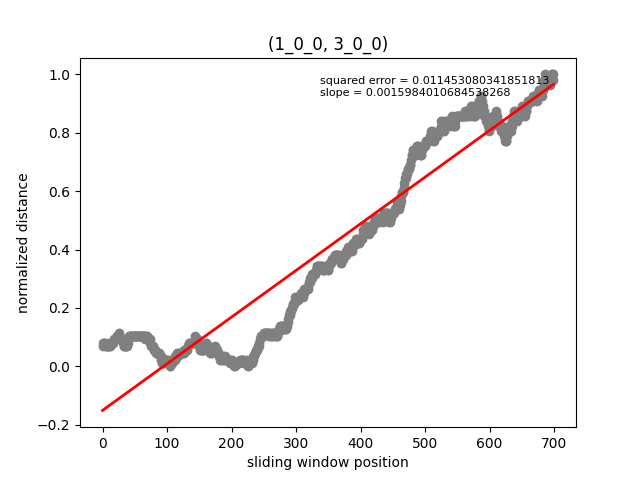 (1_0_0, 3_0_0)
squared error = 0.011453080341851813
slope = 0.0015984010684538268
1.0
0.8
0.6
0.4
0.2
0.0
−0.2
normalized distance
0 100 200 300 400 500 600 700
sliding window position